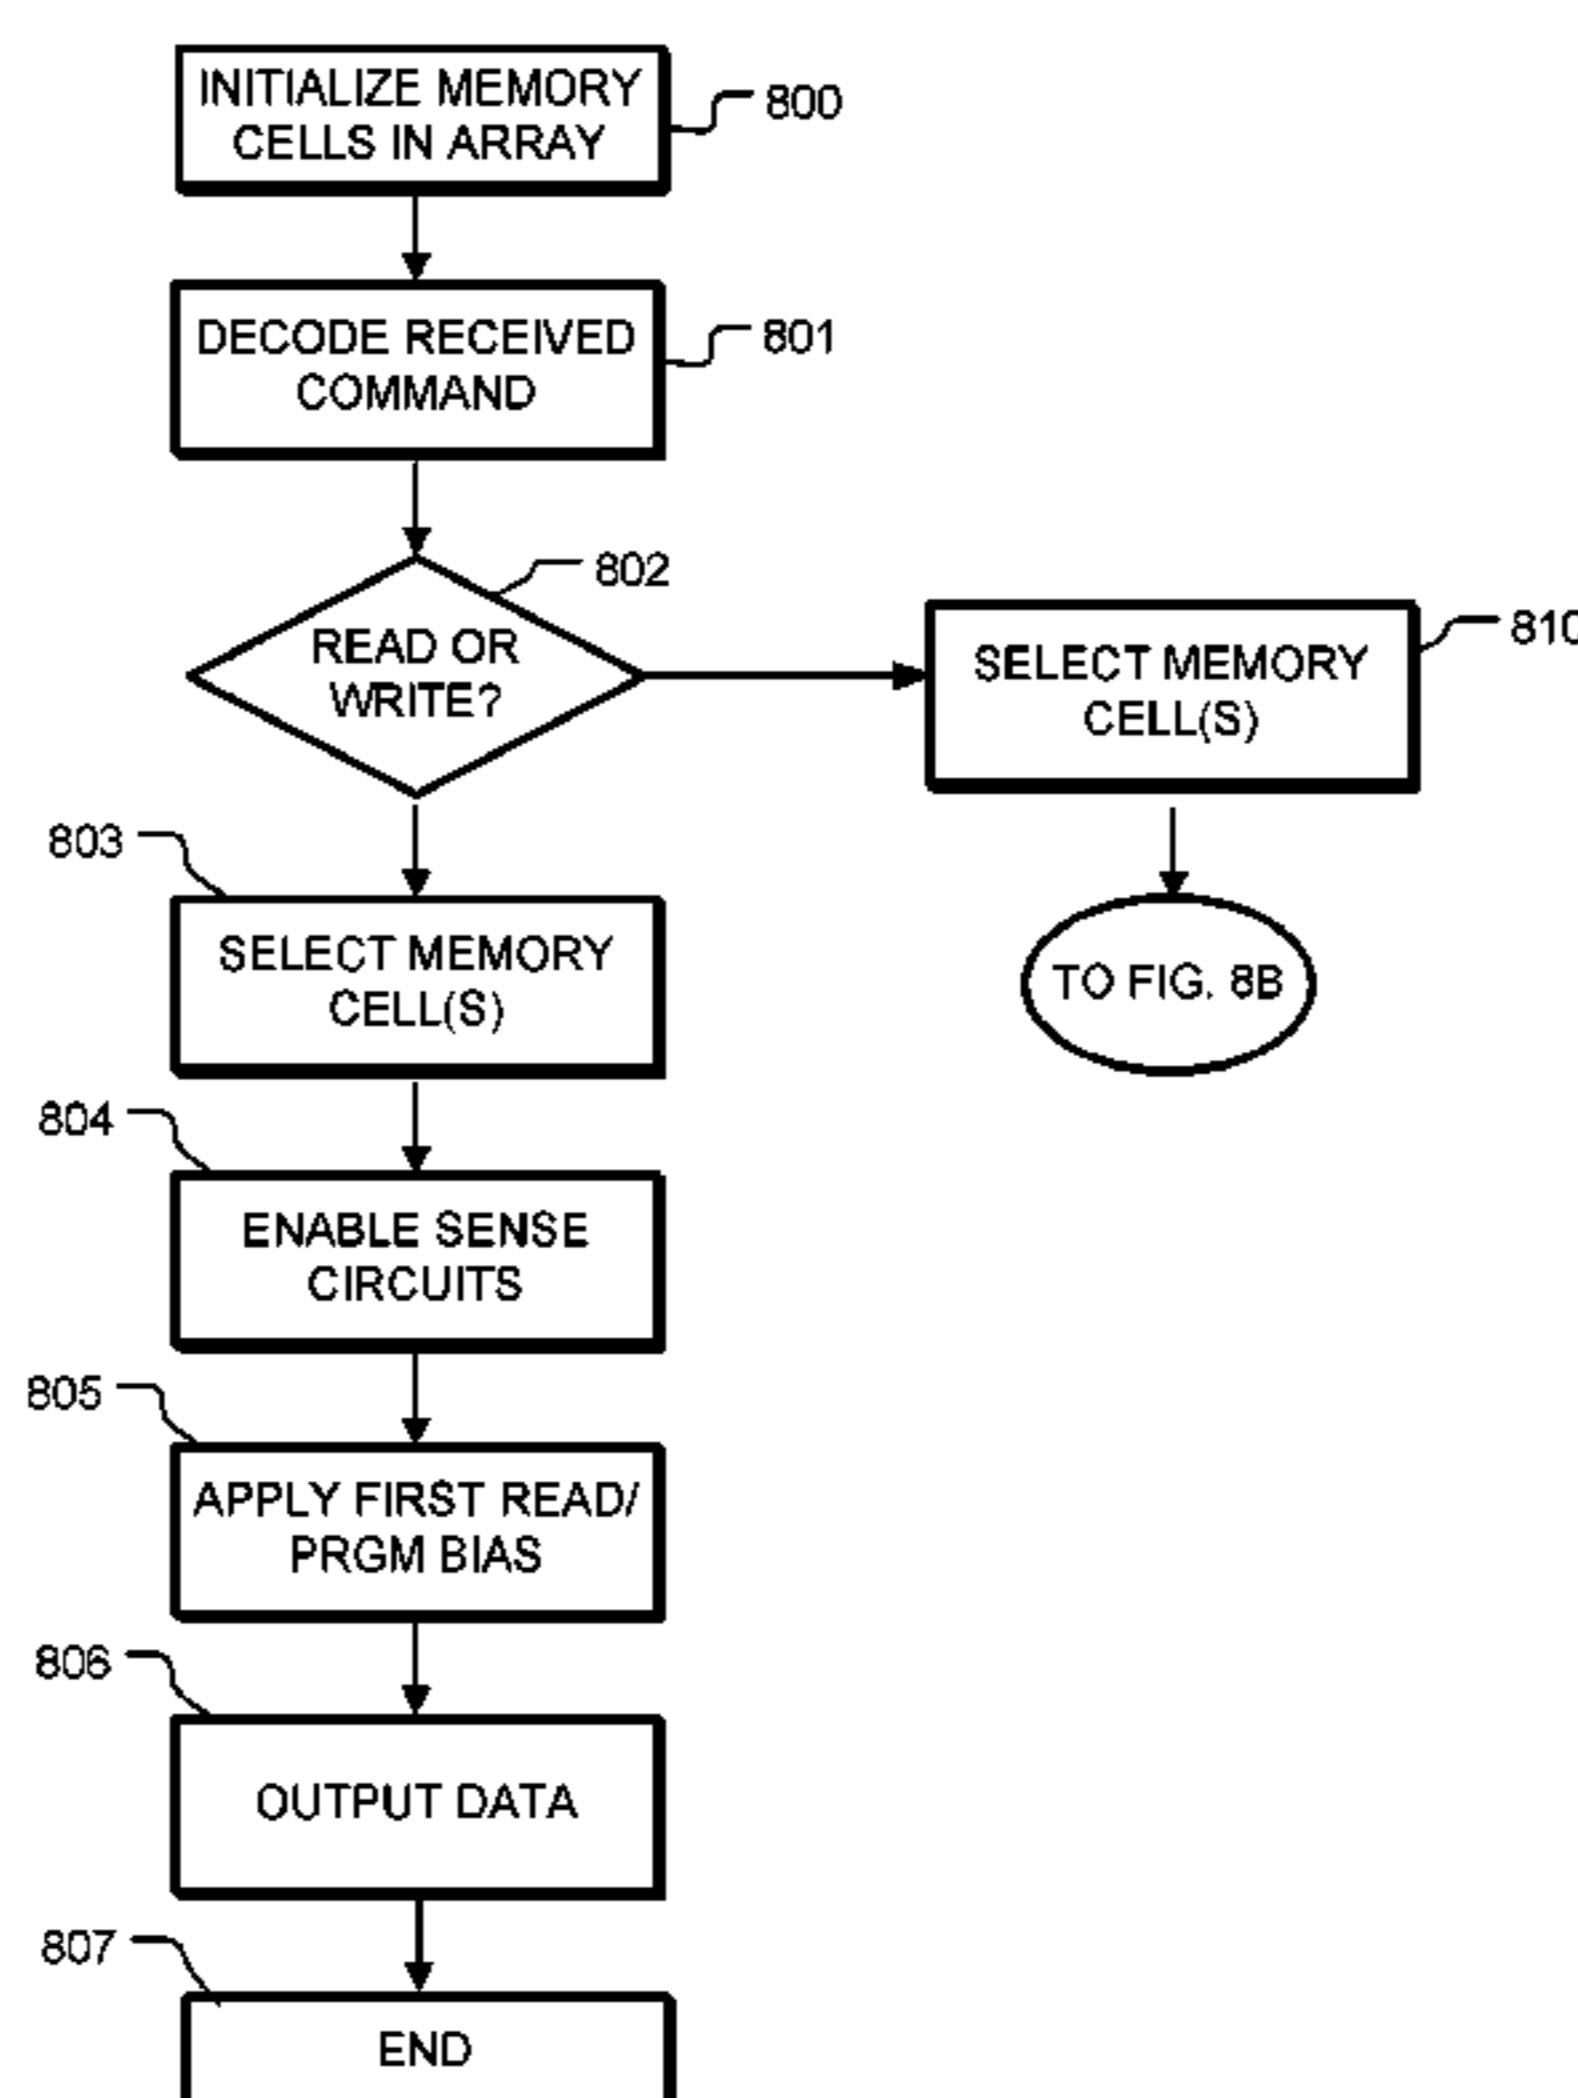 INITIALIZE MEMORY
CELLS IN ARRAY
800
DECODE RECEIVED
COMMAND
801
802
READ OR
WRITE?
810
SELECT MEMORY
CELL(S)
TO FIG. 8B
803
SELECT MEMORY
CELL(S)
804
ENABLE SENSE
CIRCUITS
805
APPLY FIRST READ/
PRGM BIAS
806
OUTPUT DATA
807
END